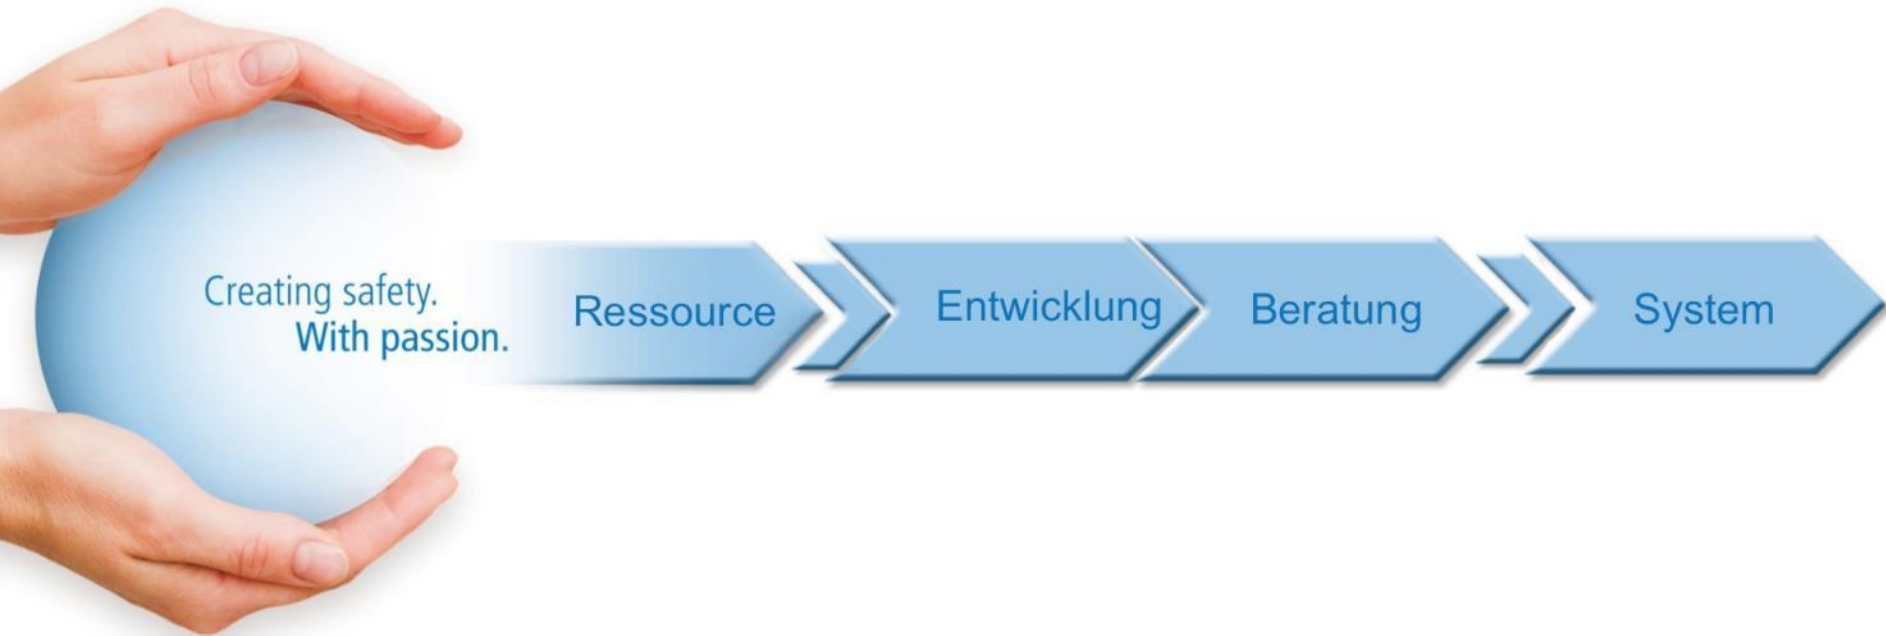 Creating safety.
With passion.
Ressource
Entwicklung
Beratung
System